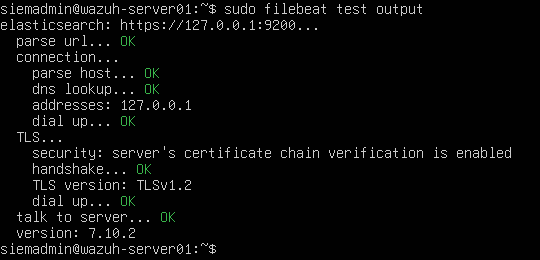 siemadmin@wazuh-server01:~$ sudo filebeat test output
elasticsearch: https://127.0.0.1:9200...
  parse url... OK
  connection...
    parse host... OK
    dns lookup... OK
    addresses: 127.0.0.1
    dial up... OK
  TLS...
    security: server's certificate chain verification is enabled
    handshake... OK
    TLS version: TLSv1.2
    dial up... OK
  talk to server... OK
  version: 7.10.2
siemadmin@wazuh-server01:~$